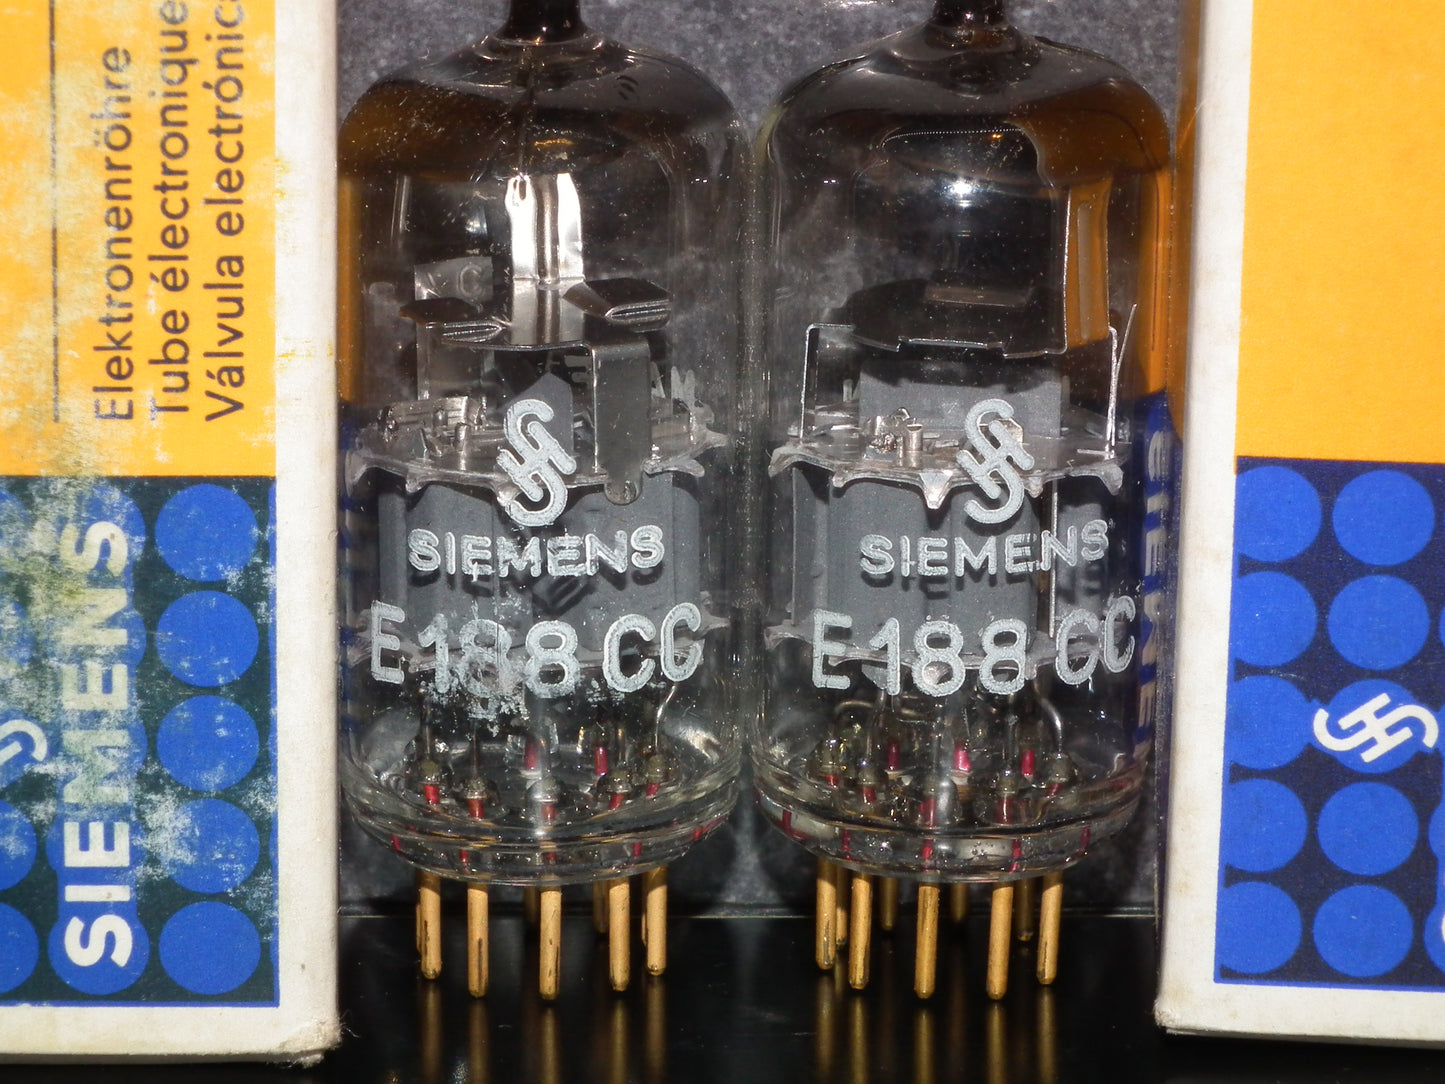 Elektronenröhre
Tube électronique
Válvula electrónica
SIEMENS
SIEMENS
E188CC
SIEMENS
E188CC